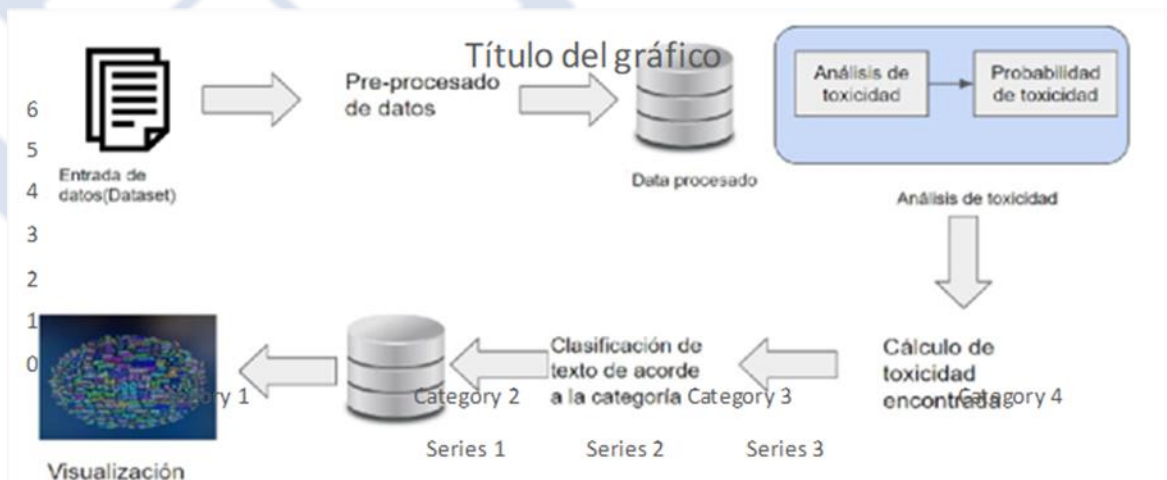 Título del gráfico
Pre-procesado
de datos
Análisis de
toxicidad
Probabilidad
de toxicidad
6
5
4
3
2
1
0
Entrada de
datos(Dataset)
Data procesado
Análisis de toxicidad
Clasificación de
texto de acorde
a la categoría
Cálculo de
toxicidad
encontrada
Category 2
Category 3
Series 1
Series 2
Series 3
Visualización